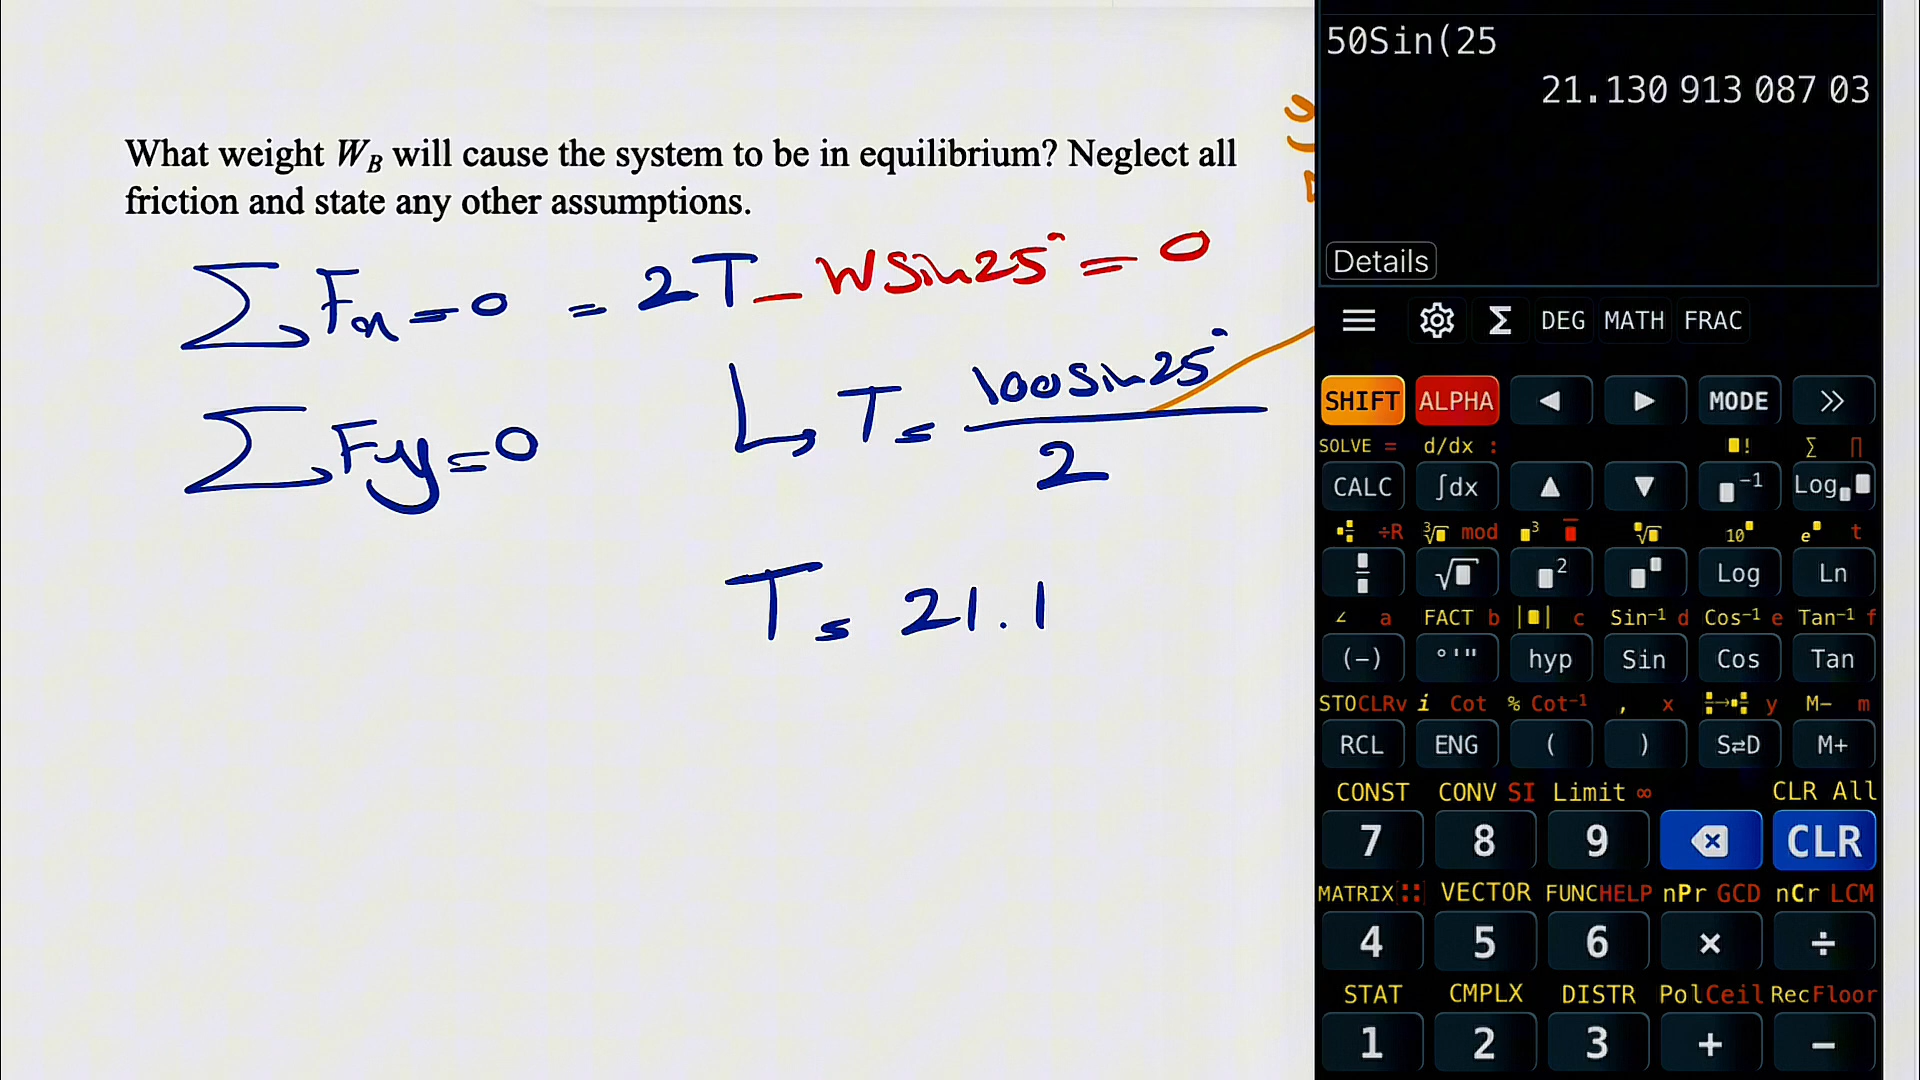 What weight W_B will cause the system to be in equilibrium? Neglect all
friction and state any other assumptions.
∑Fx=0 = 2T - W sin25° = 0
∑Fy=0
↳ T = 100sin25° / 2
T = 21.1
50Sin(25
21.130 913 087 03
Details
DEG MATH FRAC
SHIFT ALPHA ◀ ▶ MODE >>
SOLVE = d/dx : ! ∑ ∏
CALC ∫dx ▲ ▼ ■⁻¹ Log
÷R ∛ mod ■³ 10■ e■ t
√■ ■² Log Ln
∠ a FACT b |■| c Sin⁻¹ d Cos⁻¹ e Tan⁻¹ f
(−) °'" hyp Sin Cos Tan
STO CLRv i Cot % Cot⁻¹ , x y M− m
RCL ENG ( ) S⇄D M+
CONST CONV SI Limit ∞ CLR All
7 8 9 CLR
MATRIX VECTOR FUNC HELP nPr GCD nCr LCM
4 5 6 × ÷
STAT CMPLX DISTR Pol Ceil Rec Floor
1 2 3 + −